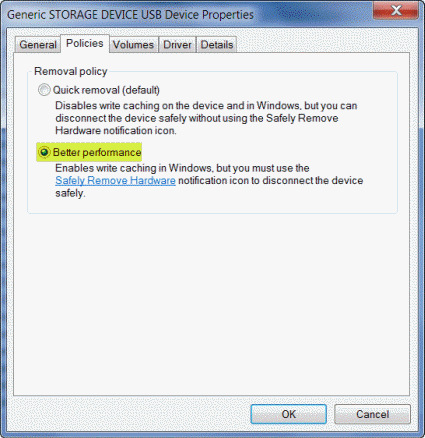 Generic STORAGE DEVICE USB Device Properties
General Policies Volumes Driver Details
Removal policy
Quick removal (default)
Disables write caching on the device and in Windows, but you can
disconnect the device safely without using the Safely Remove
Hardware notification icon.
Better performance
Enables write caching in Windows, but you must use the
Safely Remove Hardware notification icon to disconnect the device
safely.
OK Cancel